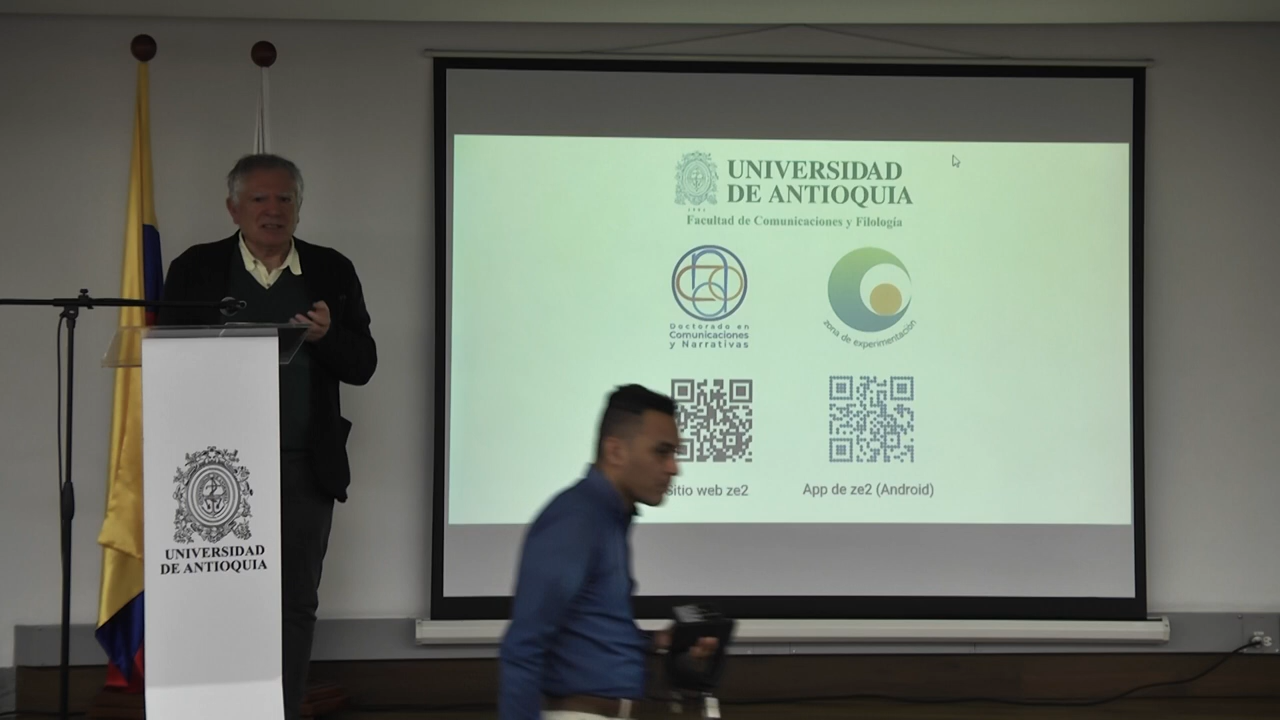 UNIVERSIDAD
DE ANTIOQUIA
1803
Facultad de Comunicaciones y Filología
Doctorado en
Comunicaciones
y Narrativas
zona de experimentación
Sitio web ze2
App de ze2 (Android)
UNIVERSIDAD
DE ANTIOQUIA